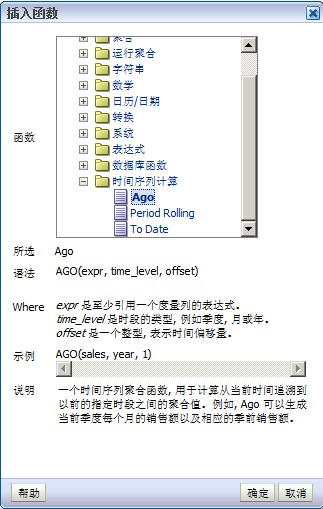 插入函数
聚合
运行聚合
字符串
数学
日历/日期
转换
系统
表达式
数据库函数
时间序列计算
Ago
Period Rolling
To Date
函数
所选 Ago
语法 AGO(expr, time_level, offset)
Where expr 是至少引用一个度量列的表达式。
time_level 是时段的类型, 例如季度, 月或年。
offset 是一个整型, 表示时间偏移量。
示例 AGO(sales, year, 1)
说明 一个时间序列聚合函数, 用于计算从当前时间追溯到
以前的指定时段之间的聚合值。例如, Ago 可以生成
当前季度每个月的销售额以及相应的季前销售额。
帮助 确定 取消